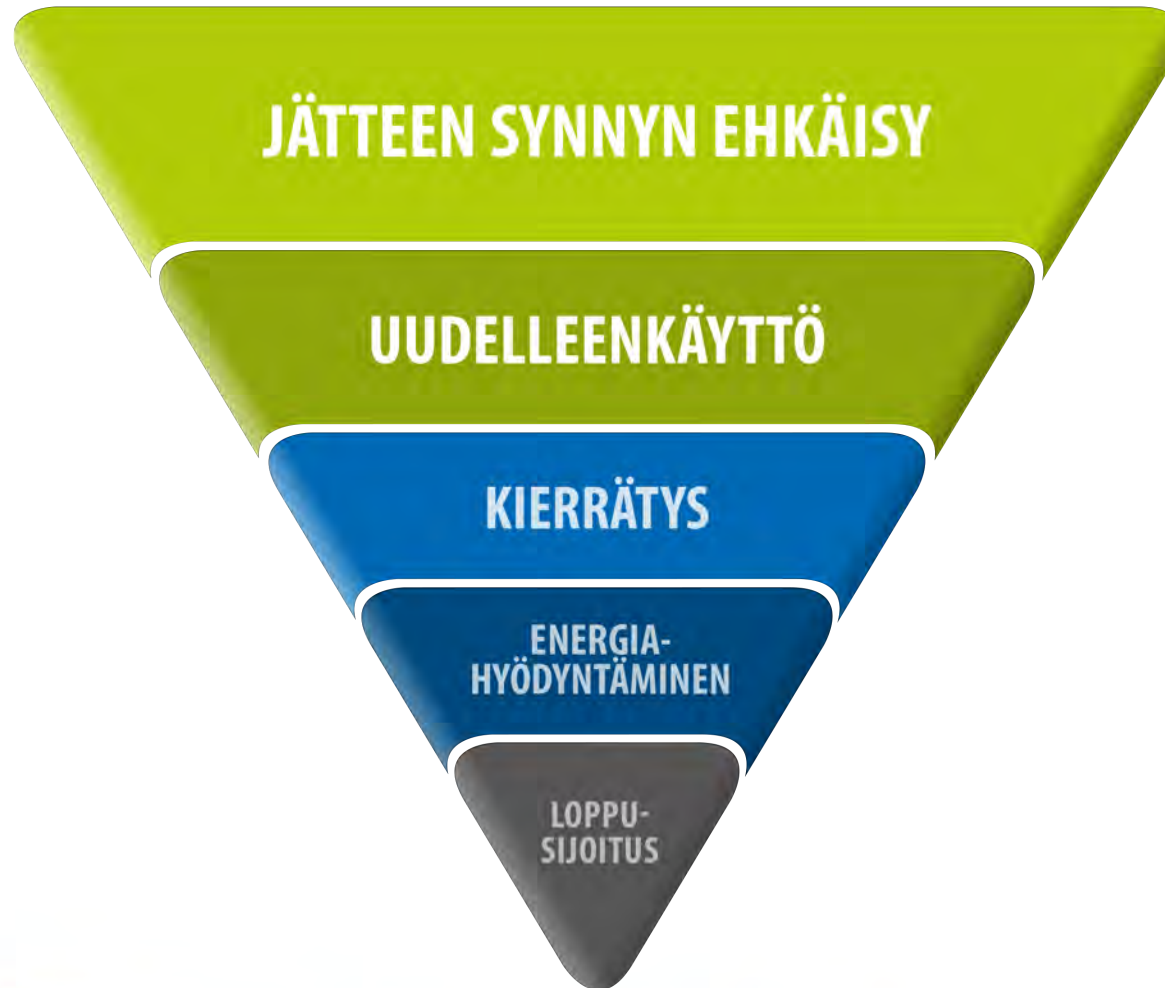 JÄTTEEN SYNNYN EHKÄISY
UUDELLEENKÄYTTÖ
KIERRÄTYS
ENERGIA-
HYÖDYNTÄMINEN
LOPPU-
SIJOITUS